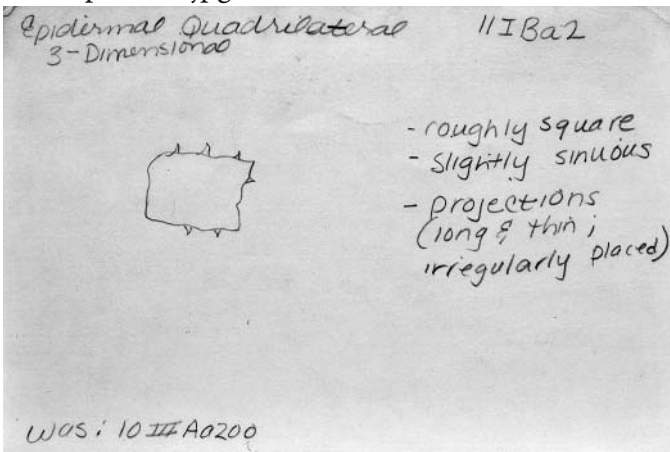 Epidermal Quadrilateral
3-Dimensional
11IBa2
- roughly square
- slightly sinuous
- projections
(long & thin;
irregularly placed)
Was: 10IIIAa200